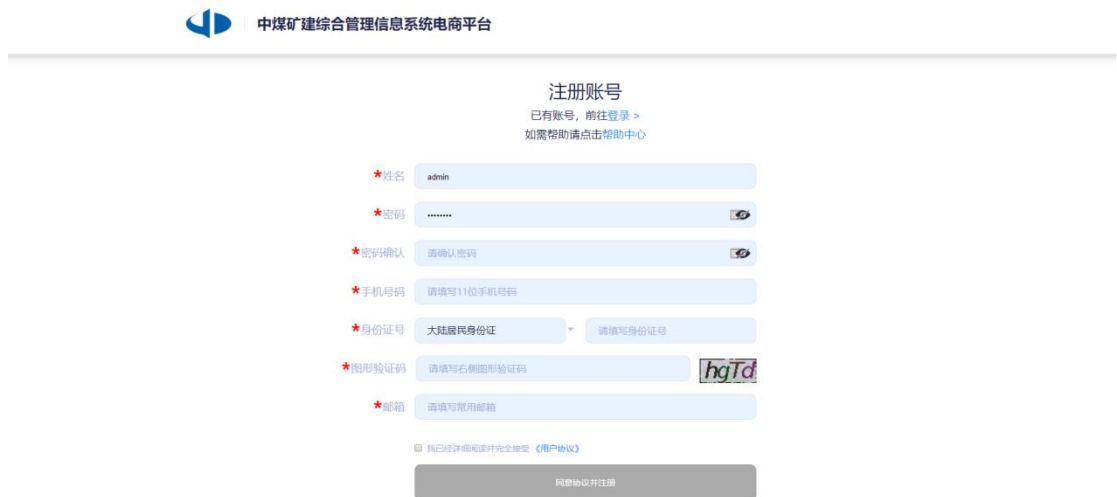 中煤矿建综合管理信息系统电商平台
注册账号
已有账号，前往登录 >
如需帮助请点击帮助中心
*姓名 admin
*密码 ••••••••
*密码确认 请确认密码
*手机号码 请填写11位手机号码
*身份证号 大陆居民身份证 请填写身份证号
*图形验证码 请填写右侧图形验证码 hgTd
*邮箱 请填写常用邮箱
我已经详细阅读并完全接受 《用户协议》
同意协议并注册